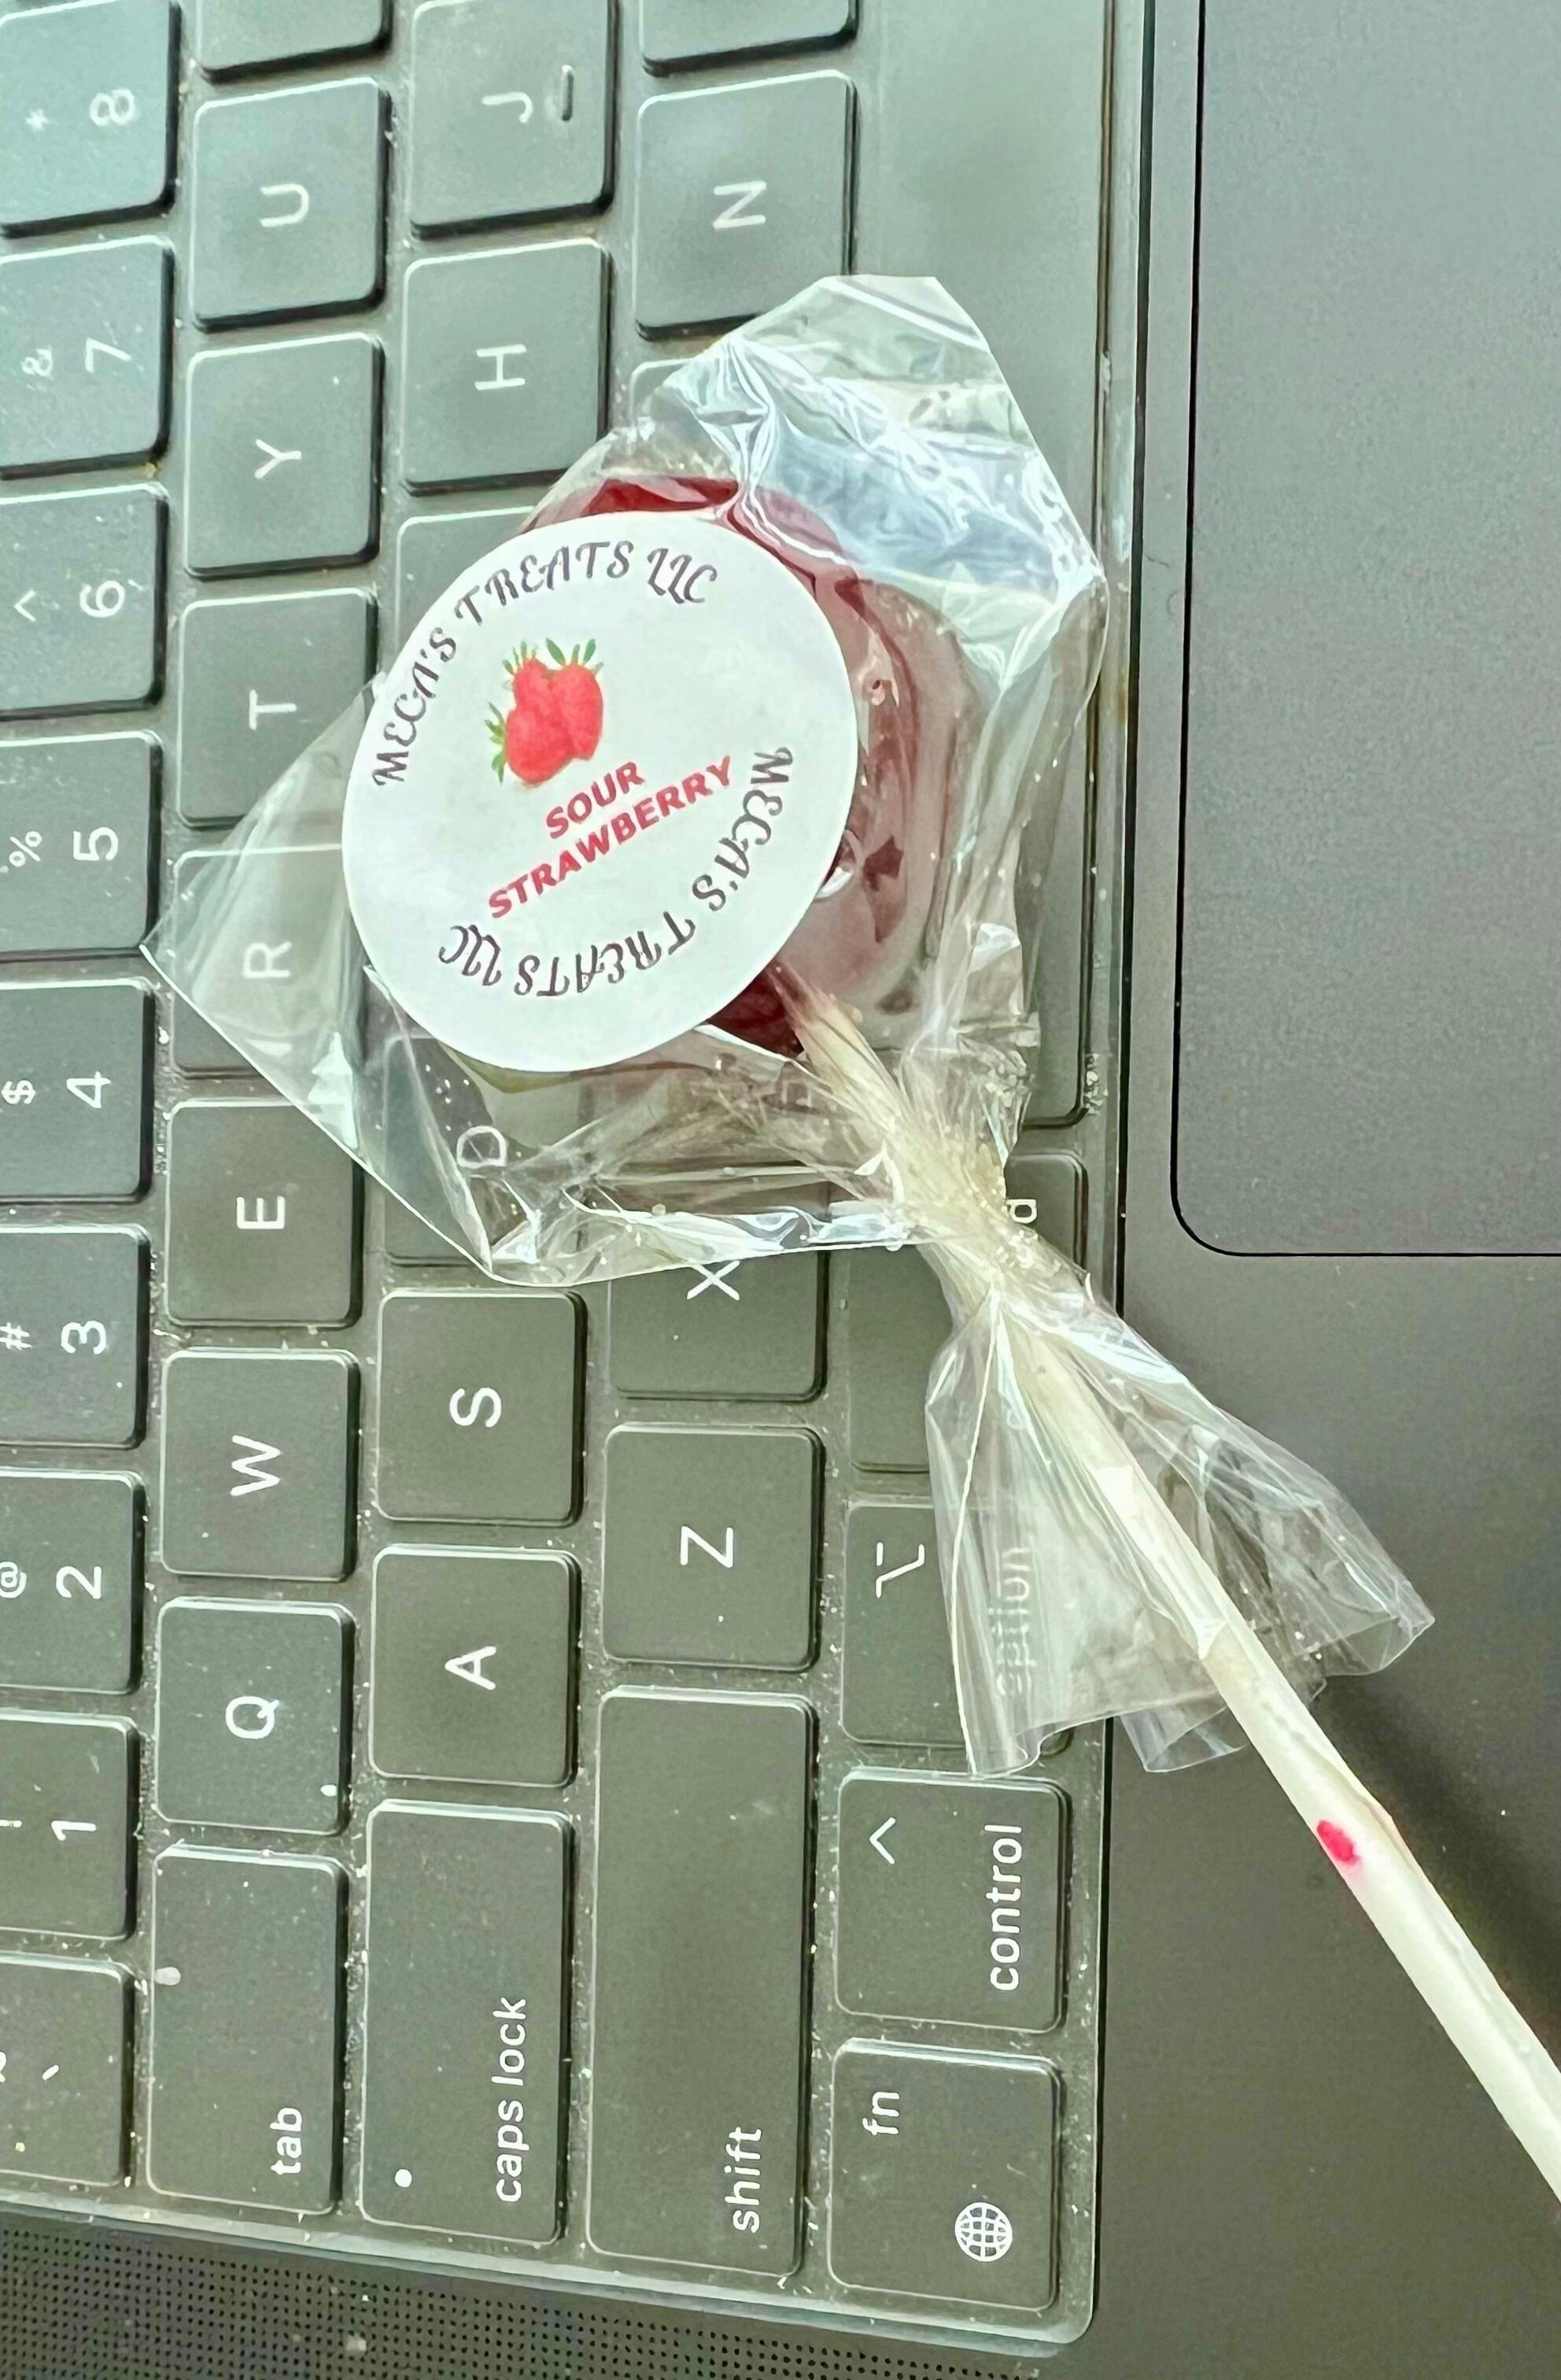 MECA'S TREATS LLC
SOUR
STRAWBERRY
MECA'S TREATS LLC
* 8
& 7
^ 6
% 5
$ 4
# 3
@ 2
! 1
U
Y
T
R
E
W
Q
tab
J
H
D
S
A
caps lock
N
X
Z
shift
d
option
^ control
fn